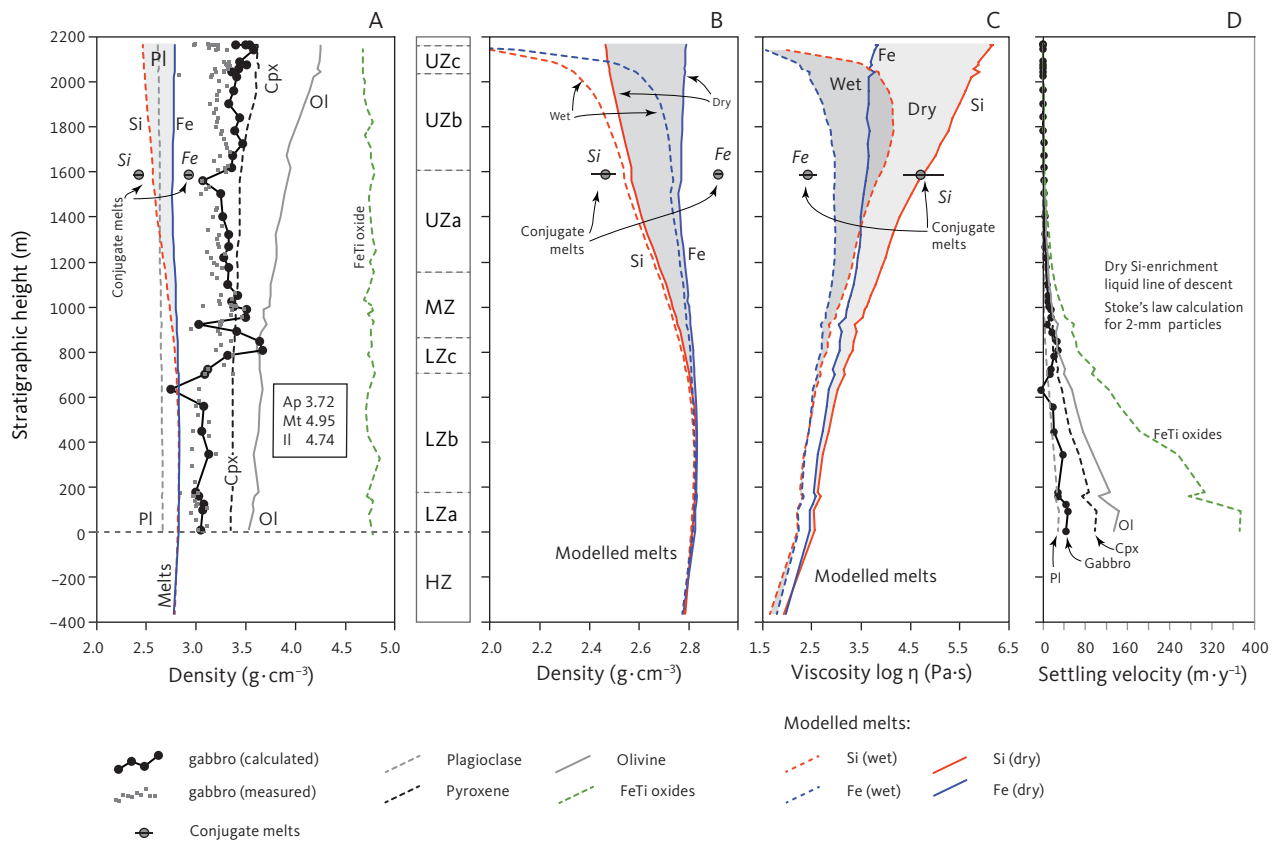 A
B
C
D
Stratigraphic height (m)
2200
2000
1800
1600
1400
1200
1000
800
600
400
200
0
−200
−400
Pl
Cpx
Ol
Si
Fe
Si
Fe
Conjugate melts
FeTi oxide
Ap 3.72
Mt 4.95
Il 4.74
Cpx
Pl
Ol
Melts
2.0 2.5 3.0 3.5 4.0 4.5 5.0
Density (g·cm⁻³)
UZc
UZb
UZa
MZ
LZc
LZb
LZa
HZ
Dry
Wet
Si
Fe
Conjugate
melts
Si
Fe
Modelled melts
2.0 2.2 2.4 2.6 2.8
Density (g·cm⁻³)
Fe
Wet
Dry
Si
Fe
Si
Conjugate
melts
Modelled melts
1.5 2.5 3.5 4.5 5.5 6.5
Viscosity log η (Pa·s)
Dry Si-enrichment
liquid line of descent
Stoke's law calculation
for 2-mm particles
FeTi oxides
Ol
Cpx
Gabbro
Pl
0 80 160 240 320 400
Settling velocity (m·y⁻¹)
Modelled melts:
gabbro (calculated)
Plagioclase
Olivine
Si (wet)
Si (dry)
gabbro (measured)
Pyroxene
FeTi oxides
Fe (wet)
Fe (dry)
Conjugate melts